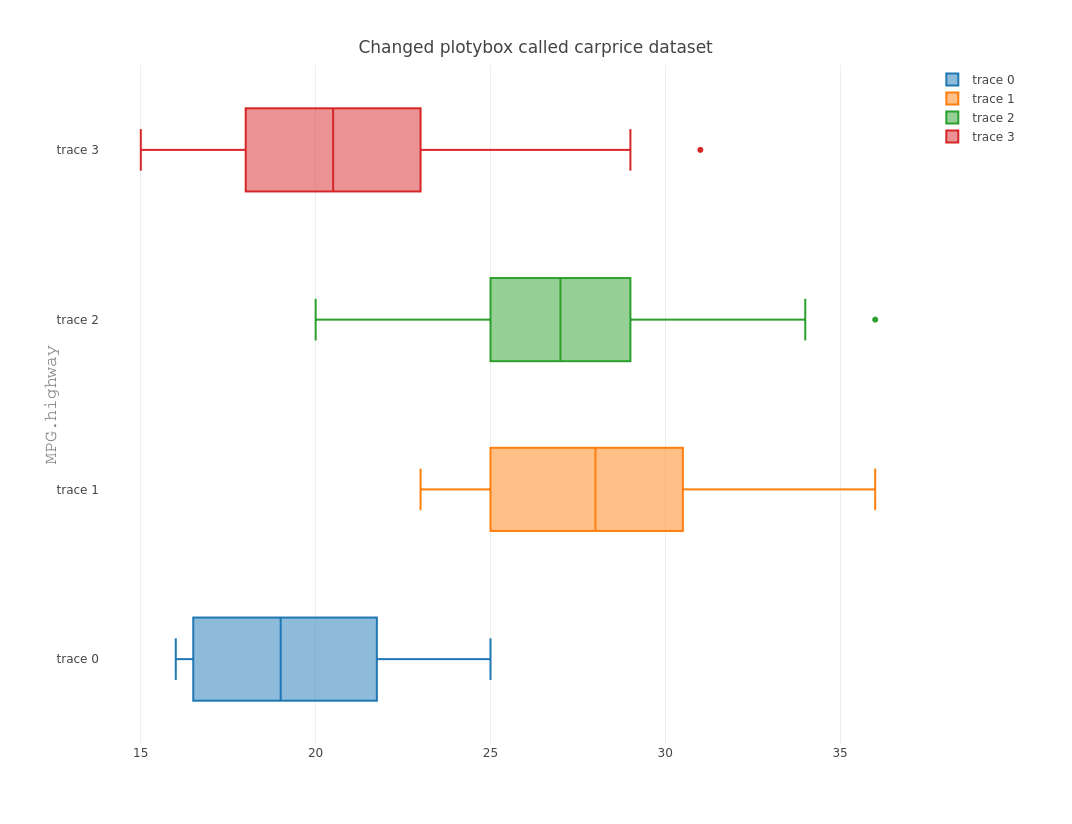 Changed plotybox called carprice dataset
trace 0
trace 1
trace 2
trace 3
trace 3
trace 2
trace 1
trace 0
MPG.highway
15
20
25
30
35